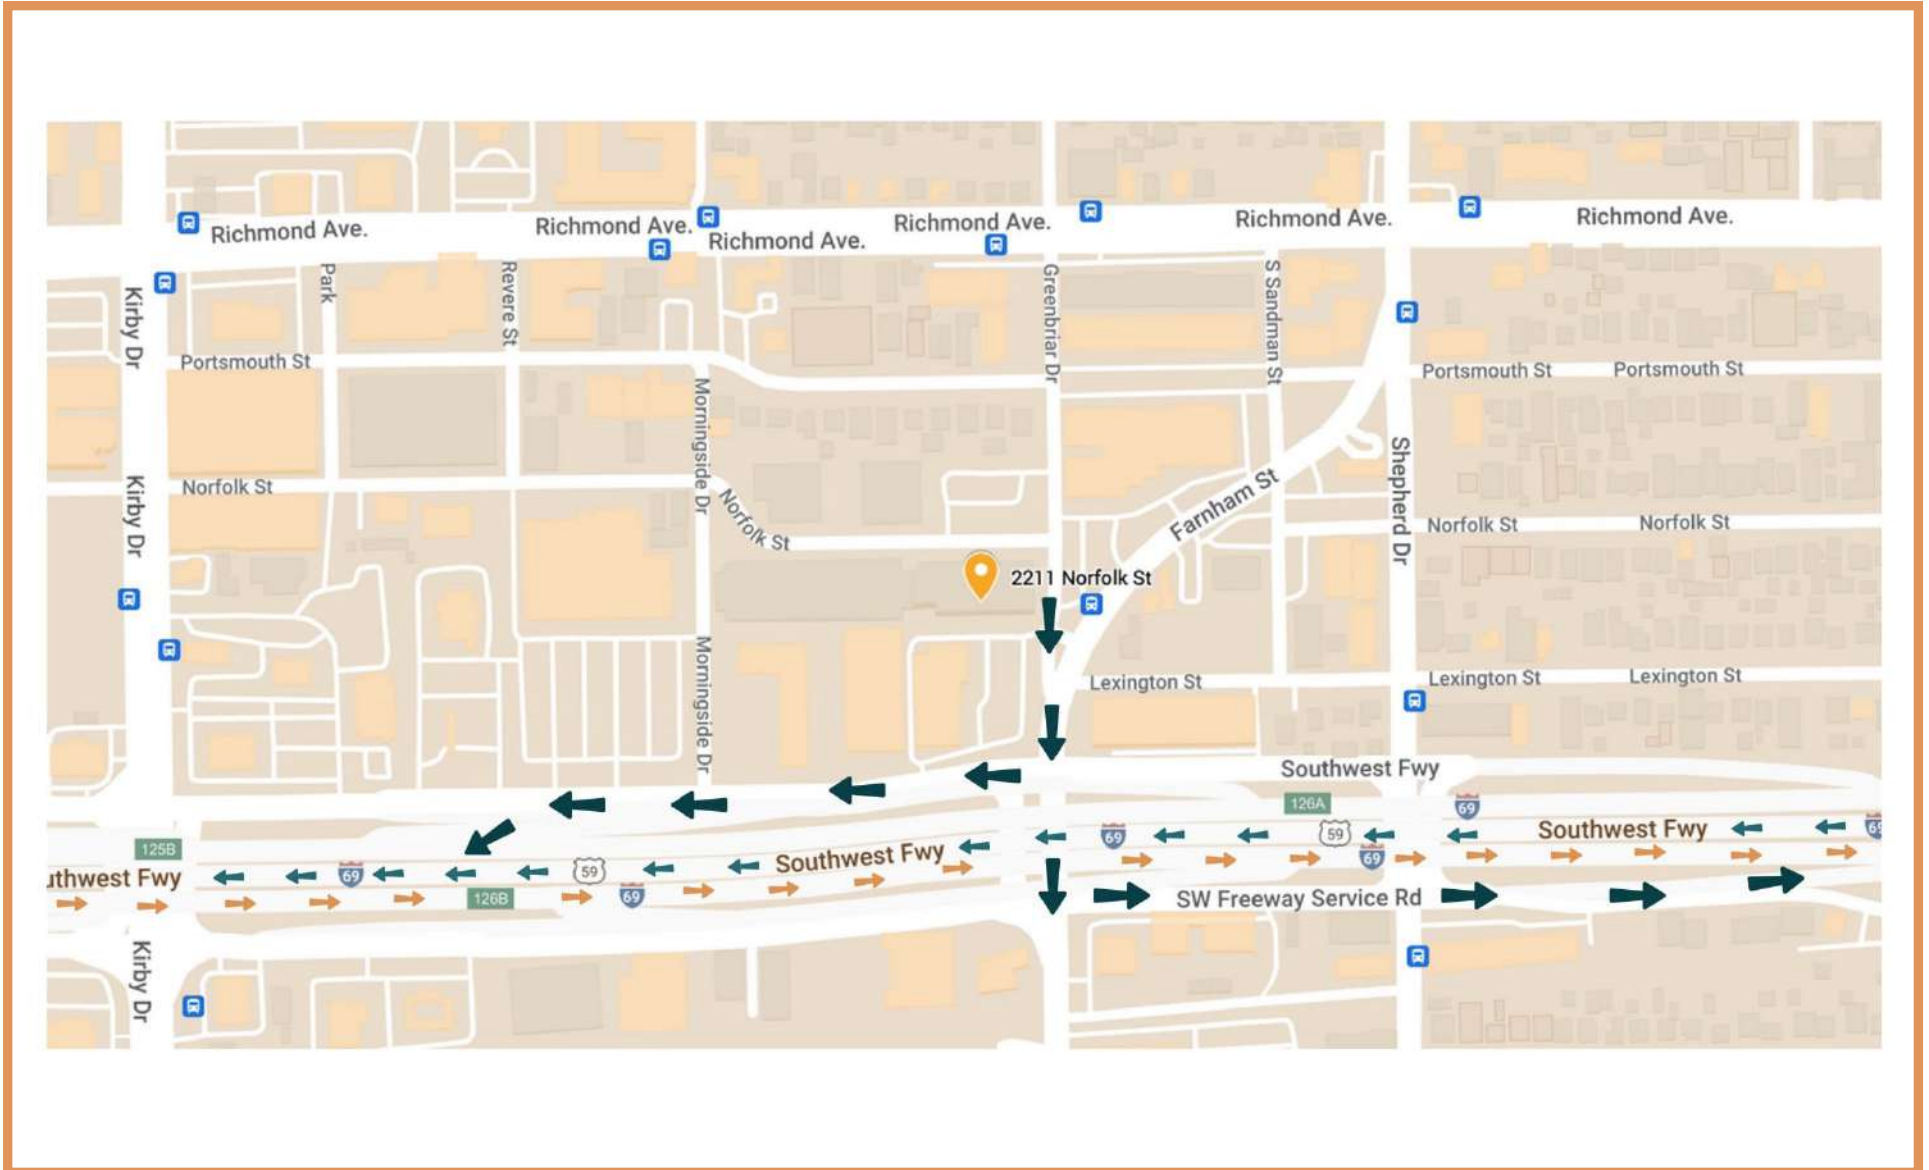 Richmond Ave.
Richmond Ave.
Richmond Ave.
Richmond Ave.
Richmond Ave.
Richmond Ave.
Park
Revere St
Greenbriar Dr
S Sandman St
Kirby Dr
Portsmouth St
Portsmouth St
Portsmouth St
Morningside Dr
Shepherd Dr
Kirby Dr
Norfolk St
Norfolk St
Farnham St
Norfolk St
Norfolk St
2211 Norfolk St
Morningside Dr
Lexington St
Lexington St
Lexington St
Southwest Fwy
126A
69
69
59
Southwest Fwy
69
125B
Southwest Fwy
69
59
69
uthwest Fwy
69
126B
SW Freeway Service Rd
Kirby Dr